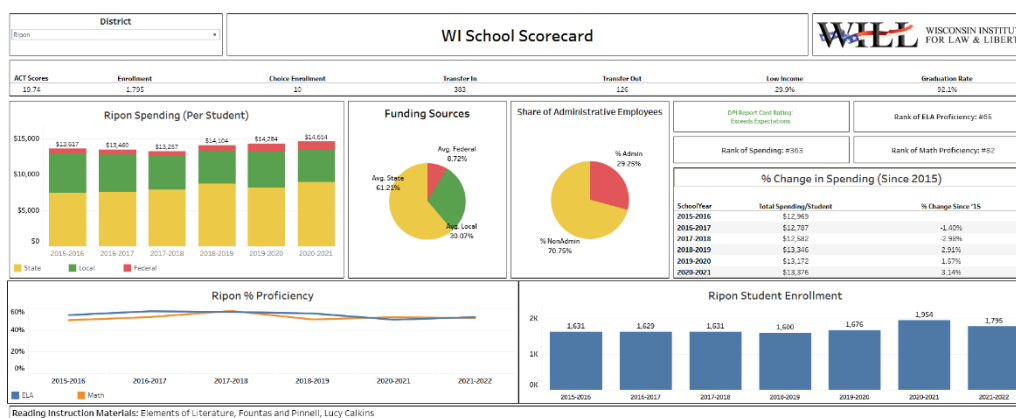 District
Ripon
WI School Scorecard
WILL
WISCONSIN INSTITU
FOR LAW & LIBERT
ACT Scores Enrollment Choice Enrollment Transfer In Transfer Out Low Income Graduation Rate
19.74 1,795 10 383 126 29.9% 92.1%
Ripon Spending (Per Student)
$15,000
$10,000
$5,000
$0
$13,617 $13,460 $13,257 $14,104 $14,284 $14,654
2015-2016 2016-2017 2017-2018 2018-2019 2019-2020 2020-2021
State Local Federal
Funding Sources
Avg. Federal
8.72%
Avg. State
61.21%
Avg. Local
30.07%
Share of Administrative Employees
% Admin
29.25%
% NonAdmin
70.75%
DPI Report Card Rating:
Exceeds Expectations
Rank of ELA Proficiency: #65
Rank of Spending: #363
Rank of Math Proficiency: #82
% Change in Spending (Since 2015)
SchoolYear Total Spending/Student % Change Since '15
2015-2016 $12,969
2016-2017 $12,787 -1.40%
2017-2018 $12,582 -2.98%
2018-2019 $13,346 2.91%
2019-2020 $13,172 1.57%
2020-2021 $13,376 3.14%
Ripon % Proficiency
60%
40%
20%
0%
2015-2016 2016-2017 2017-2018 2018-2019 2020-2021 2021-2022
ELA Math
Ripon Student Enrollment
2K
1K
0K
1,631 1,629 1,631 1,600 1,676 1,954 1,795
2015-2016 2016-2017 2017-2018 2018-2019 2019-2020 2020-2021 2021-2022
Reading Instruction Materials: Elements of Literature, Fountas and Pinnell, Lucy Calkins